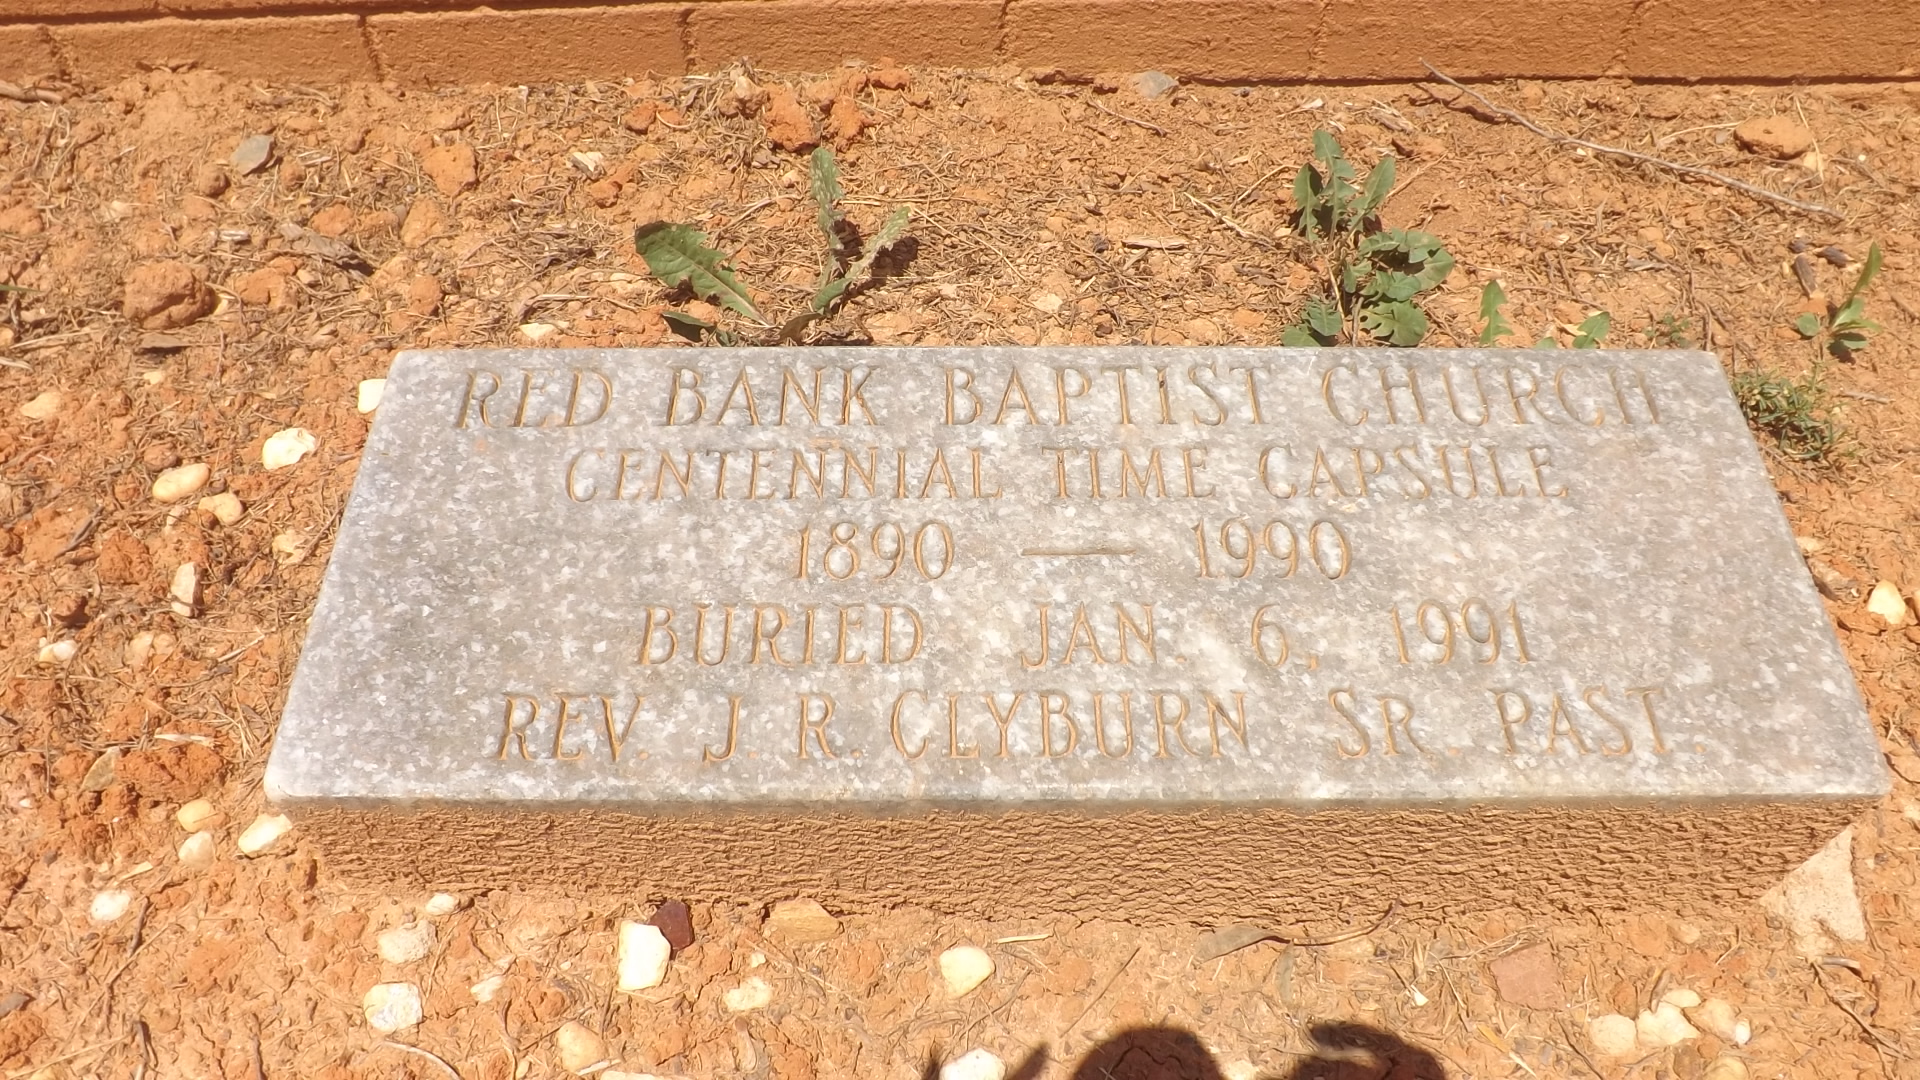 RED BANK BAPTIST CHURCH
CENTENNIAL TIME CAPSULE
1890 — 1990
BURIED JAN. 6, 1991
REV. J. R. CLYBURN SR. PAST.